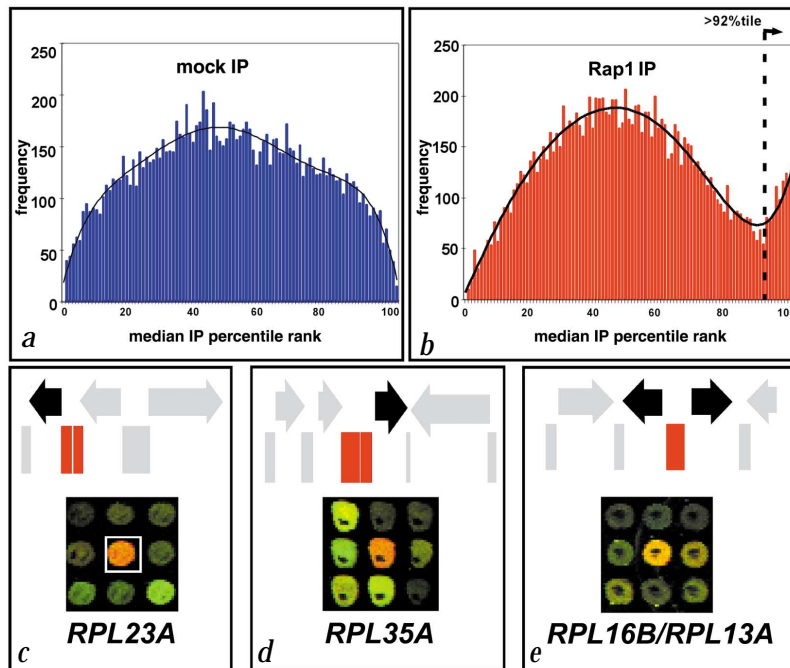 mock IP
250
200
150
100
50
0
frequency
0 20 40 60 80 100
median IP percentile rank
a
>92%tile
Rap1 IP
250
200
150
100
50
0
frequency
0 20 40 60 80 100
median IP percentile rank
b
RPL23A
c
RPL35A
d
RPL16B/RPL13A
e